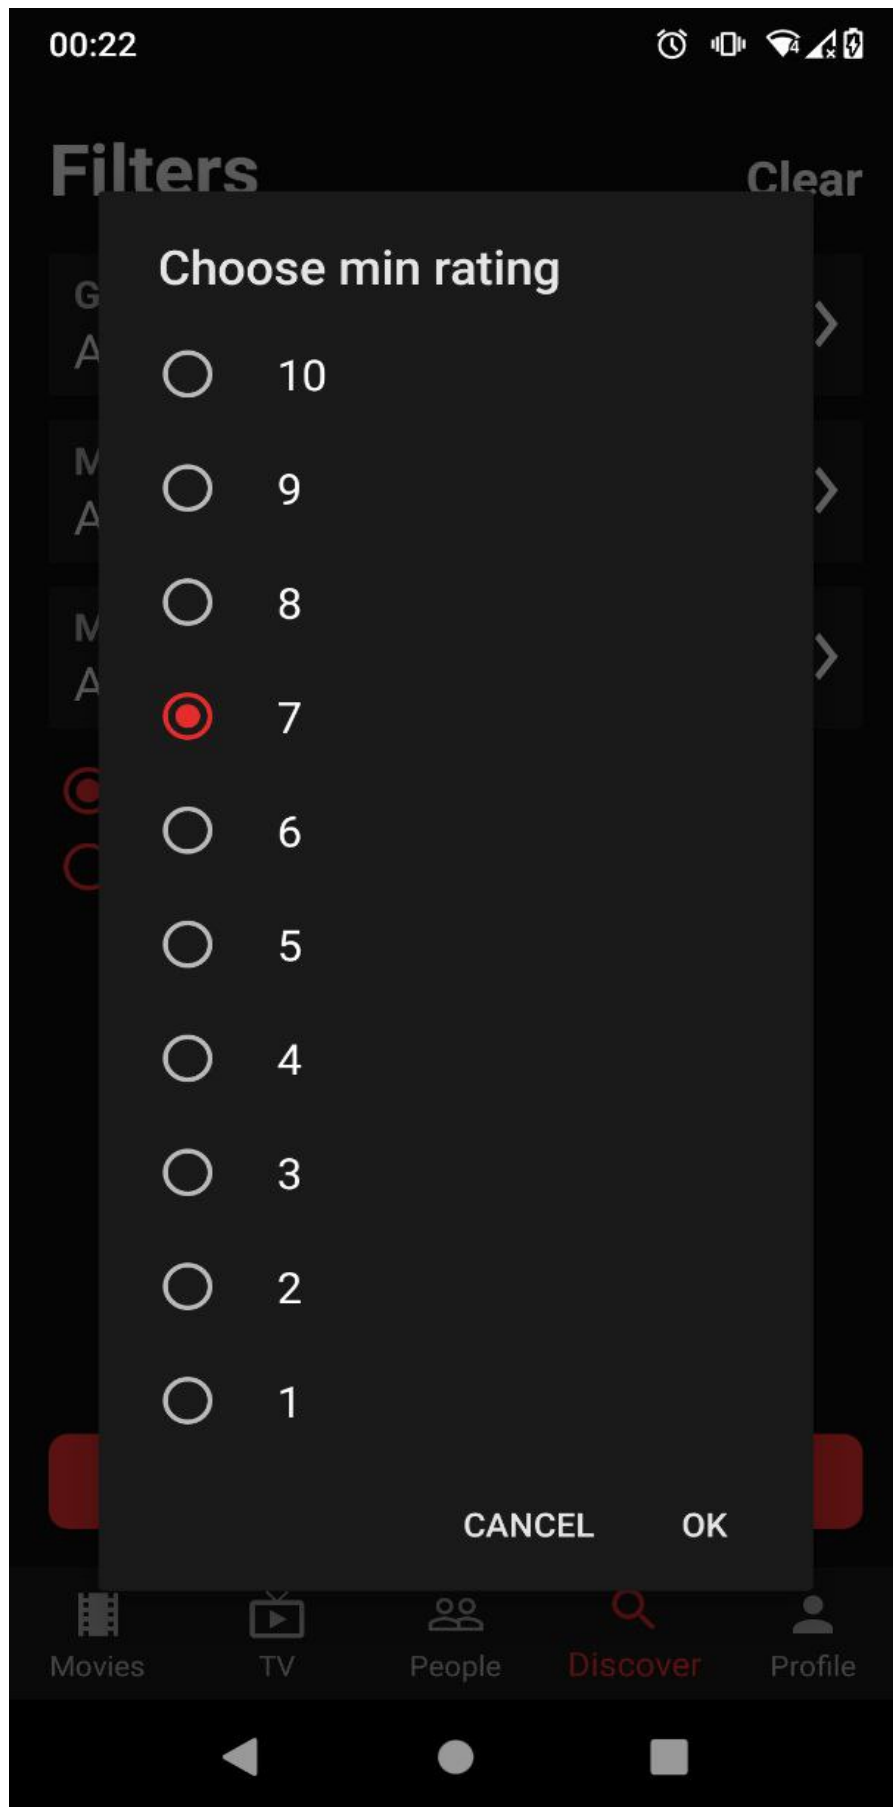 00:22
Filters
Clear
Choose min rating
G
A
10
M
A
9
8
M
A
7
6
5
4
3
2
1
CANCEL OK
Movies TV People Discover Profile